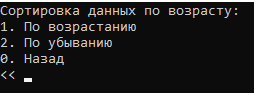 Сортировка данных по возрасту:
1. По возрастанию
2. По убыванию
0. Назад
<<